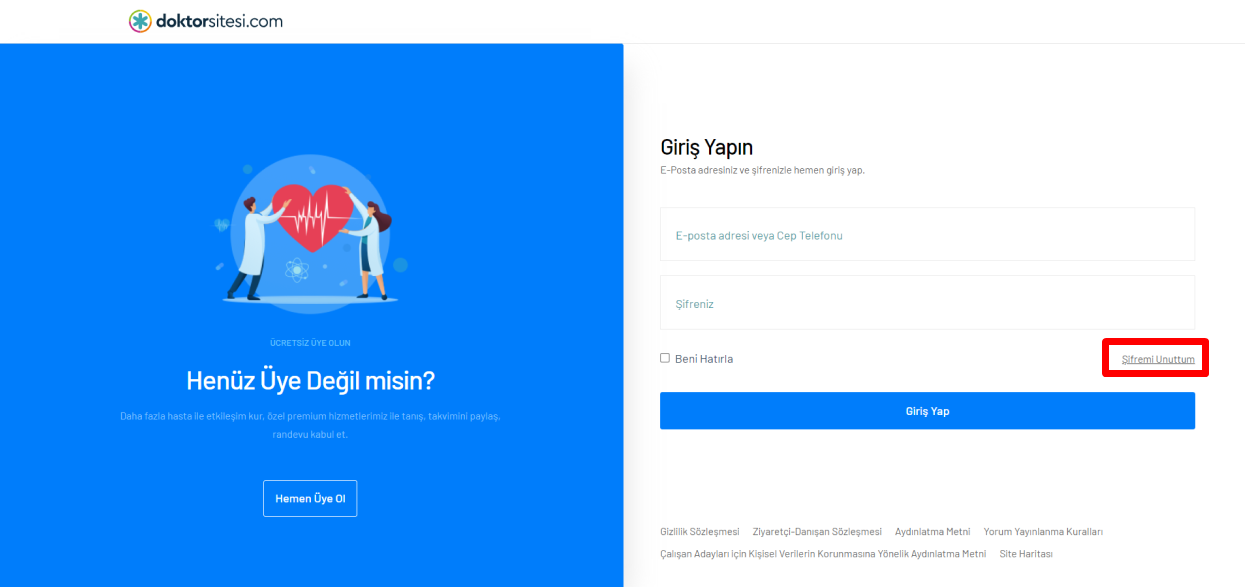 doktorsitesi.com
ÜCRETSİZ ÜYE OLUN
Henüz Üye Değil misin?
Daha fazla hasta ile etkileşim kur, özel premium hizmetlerimiz ile tanış, takvimini paylaş,
randevu kabul et.
Hemen Üye Ol
Giriş Yapın
E-Posta adresiniz ve şifrenizle hemen giriş yap.
E-posta adresi veya Cep Telefonu
Şifreniz
Beni Hatırla
Şifremi Unuttum
Giriş Yap
Gizlilik Sözleşmesi Ziyaretçi-Danışan Sözleşmesi Aydınlatma Metni Yorum Yayınlanma Kuralları
Çalışan Adayları için Kişisel Verilerin Korunmasına Yönelik Aydınlatma Metni Site Haritası